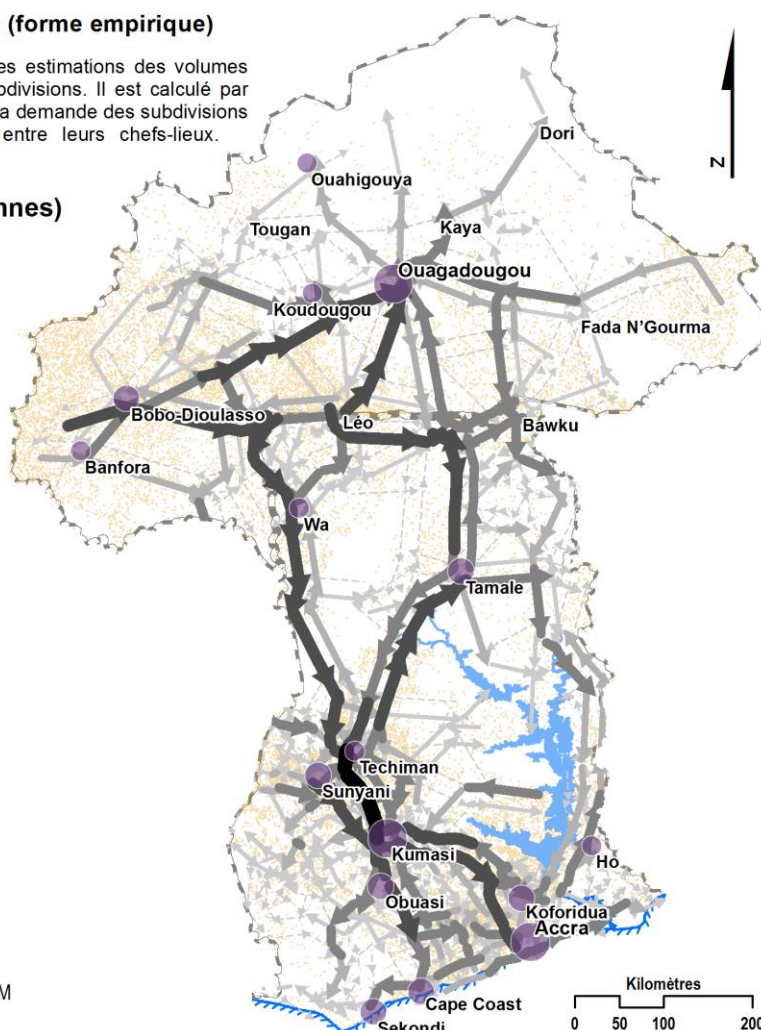 (forme empirique)
es estimations des volumes
bdivisions. Il est calculé par
a demande des subdivisions
entre leurs chefs-lieux.
nnes)
N
Dori
Ouahigouya
Kaya
Tougan
Ouagadougou
Koudougou
Fada N'Gourma
Bobo-Dioulasso
Léo
Bawku
Banfora
Wa
Tamale
Techiman
Sunyani
Kumasi
Ho
Obuasi
Koforidua
Accra
M
Cape Coast
Sekondi
Kilomètres
0 50 100 200